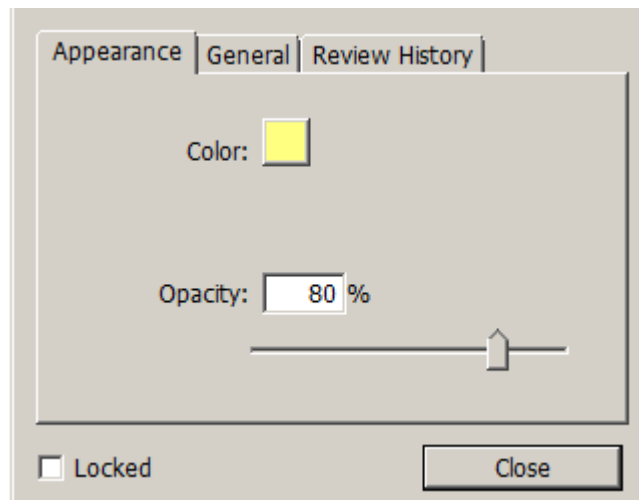 Appearance General Review History
Color:
Opacity: 80 %
Locked Close